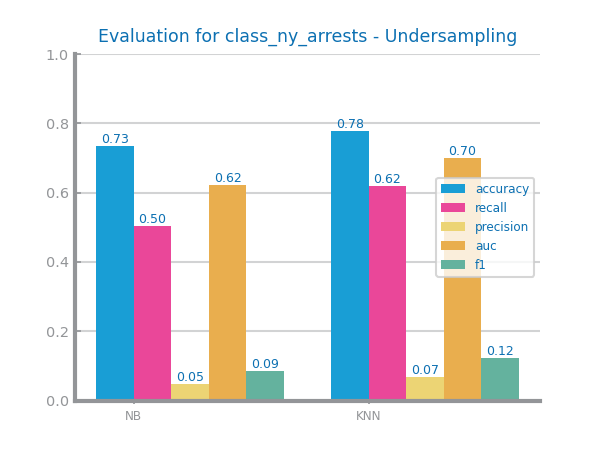 Evaluation for class_ny_arrests - Undersampling
1.0
0.8
0.6
0.4
0.2
0.0
0.73
0.50
0.05
0.62
0.09
0.78
0.62
0.07
0.70
0.12
accuracy
recall
precision
auc
f1
NB
KNN